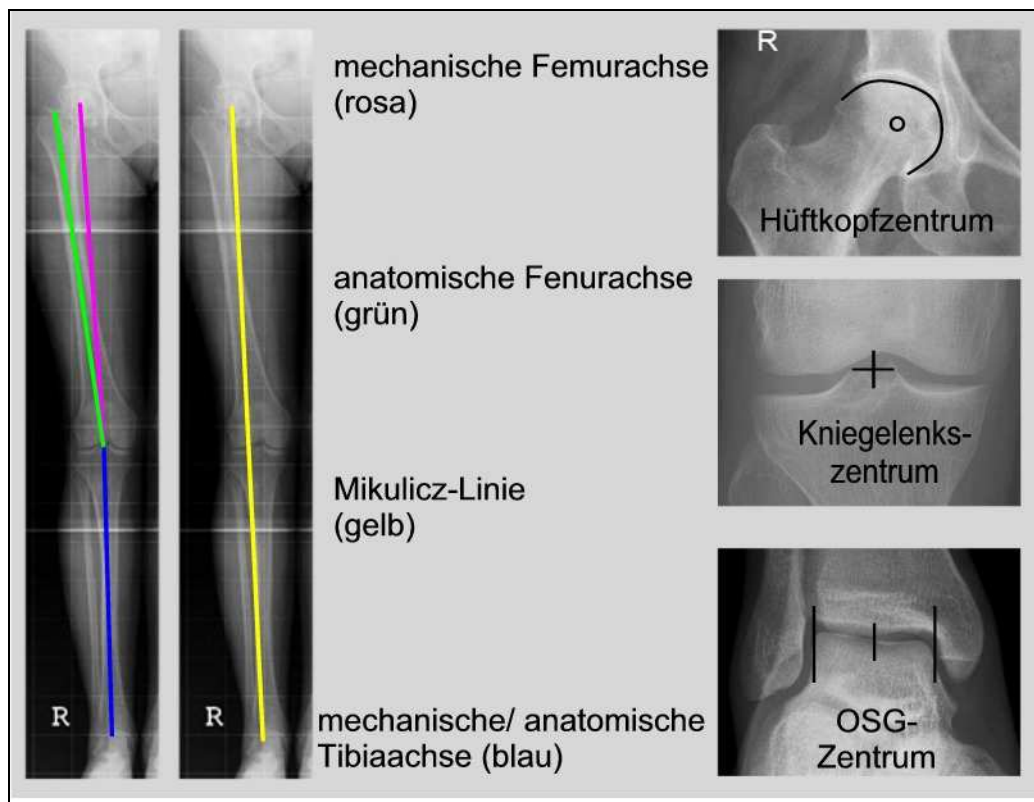 R
R
mechanische Femurachse
(rosa)
anatomische Fenurachse
(grün)
Mikulicz-Linie
(gelb)
mechanische/ anatomische
Tibiaachse (blau)
R
Hüftkopfzentrum
Kniegelenks-
zentrum
OSG-
Zentrum